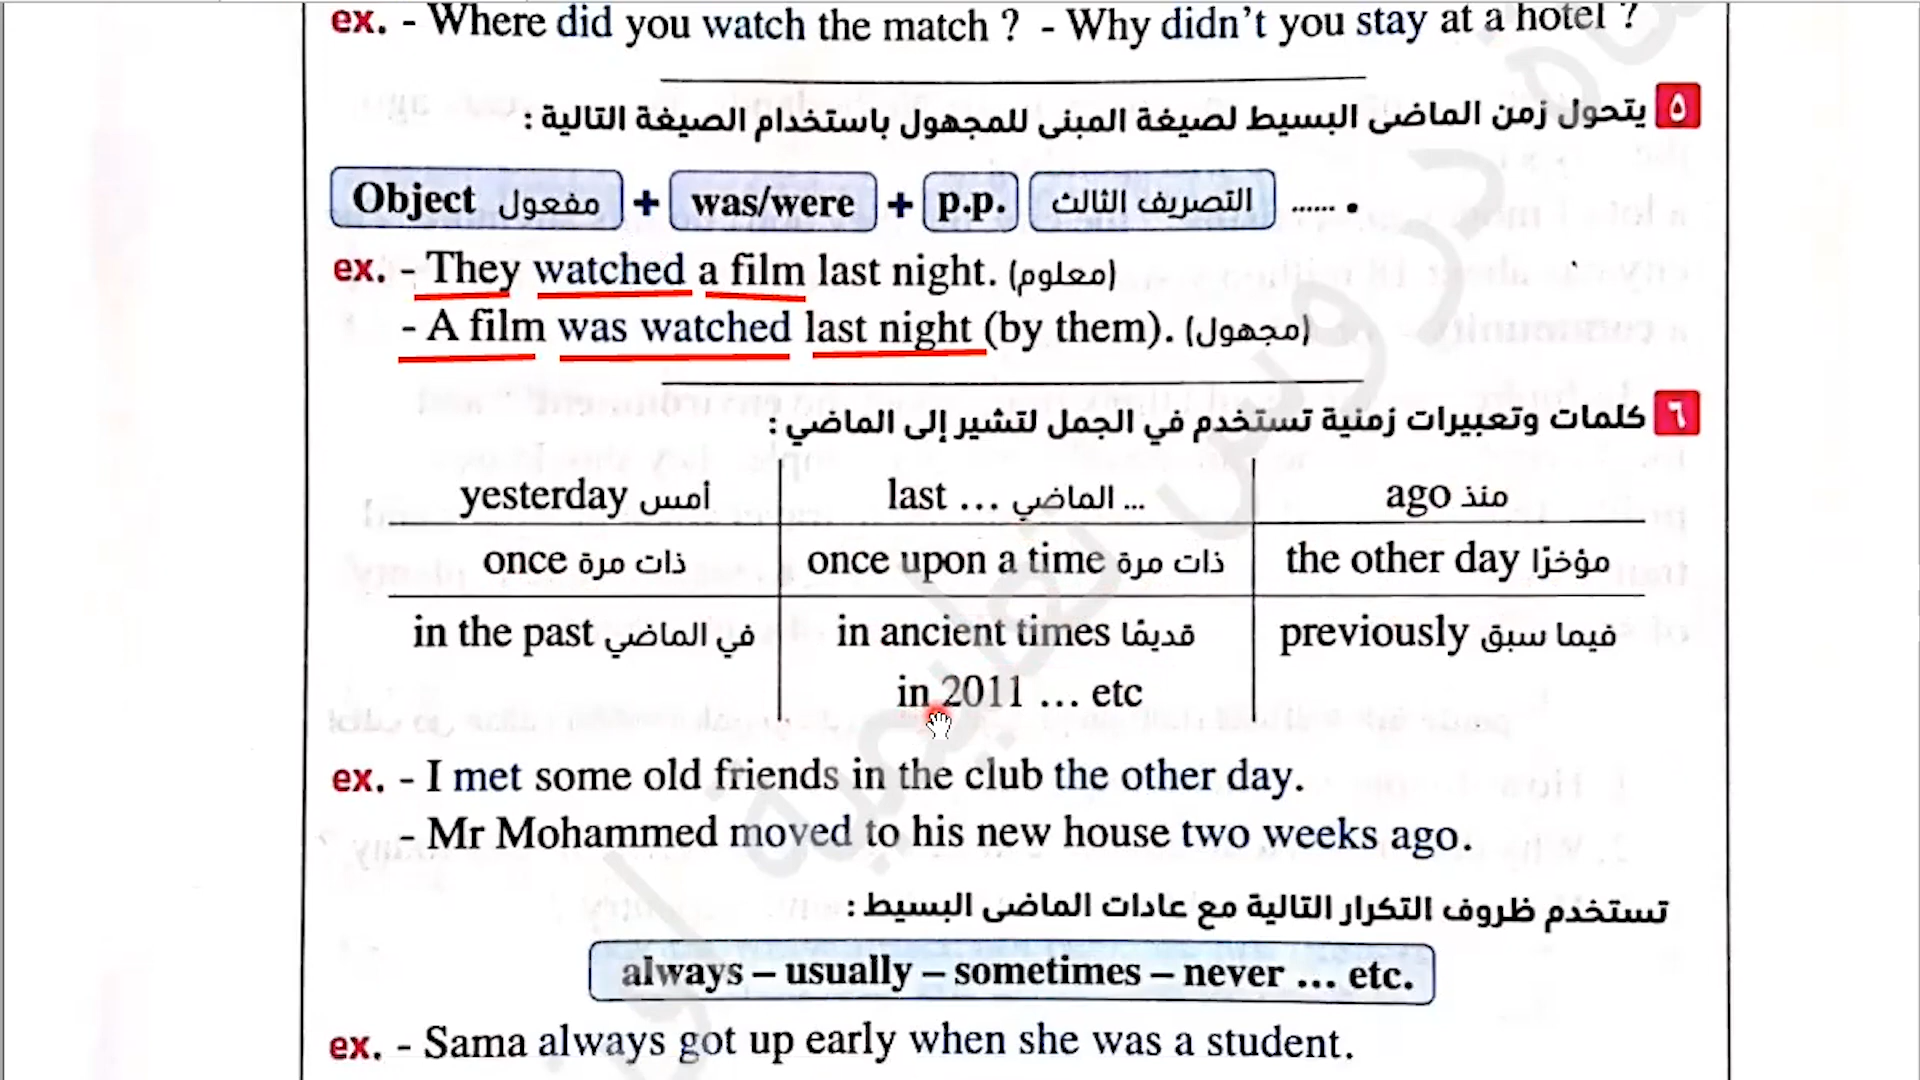 ex. - Where did you watch the match ? - Why didn't you stay at a hotel ?
٥ يتحول زمن الماضى البسيط لصيغة المبنى للمجهول باستخدام الصيغة التالية :
Object مفعول + was/were + p.p. التصريف الثالث ...... .
ex. - They watched a film last night. (معلوم)
- A film was watched last night (by them). (مجهول)
٦ كلمات وتعبيرات زمنية تستخدم في الجمل لتشير إلى الماضي :
yesterday أمس last … الماضي ... ago منذ
once ذات مرة once upon a time ذات مرة the other day مؤخرًا
in the past في الماضي in ancient times قديمًا previously فيما سبق
in 2011 … etc
ex. - I met some old friends in the club the other day.
- Mr Mohammed moved to his new house two weeks ago.
تستخدم ظروف التكرار التالية مع عادات الماضى البسيط :
always – usually – sometimes – never … etc.
ex. - Sama always got up early when she was a student.